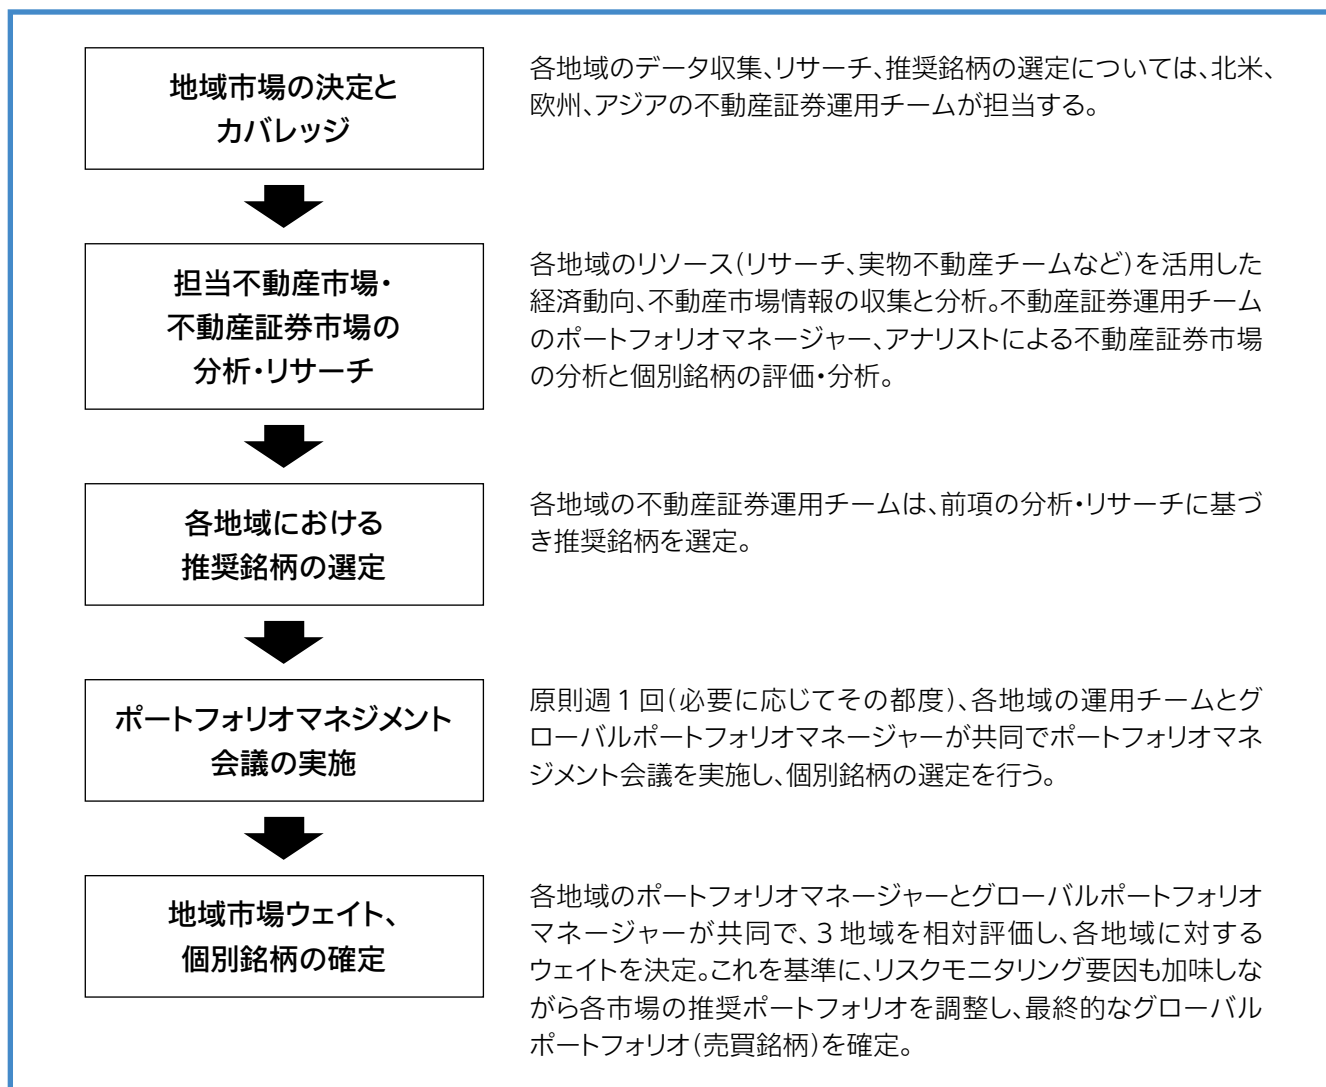 地域市場の決定と
カバレッジ
各地域のデータ収集、リサーチ、推奨銘柄の選定については、北米、
欧州、アジアの不動産証券運用チームが担当する。
担当不動産市場・
不動産証券市場の
分析・リサーチ
各地域のリソース(リサーチ、実物不動産チームなど)を活用した
経済動向、不動産市場情報の収集と分析。不動産証券運用チーム
のポートフォリオマネージャー、アナリストによる不動産証券市場
の分析と個別銘柄の評価・分析。
各地域における
推奨銘柄の選定
各地域の不動産証券運用チームは、前項の分析・リサーチに基づ
き推奨銘柄を選定。
ポートフォリオマネジメント
会議の実施
原則週1回(必要に応じてその都度)、各地域の運用チームとグ
ローバルポートフォリオマネージャーが共同でポートフォリオマネ
ジメント会議を実施し、個別銘柄の選定を行う。
地域市場ウェイト、
個別銘柄の確定
各地域のポートフォリオマネージャーとグローバルポートフォリオ
マネージャーが共同で、3地域を相対評価し、各地域に対する
ウェイトを決定。これを基準に、リスクモニタリング要因も加味しな
がら各市場の推奨ポートフォリオを調整し、最終的なグローバル
ポートフォリオ(売買銘柄)を確定。